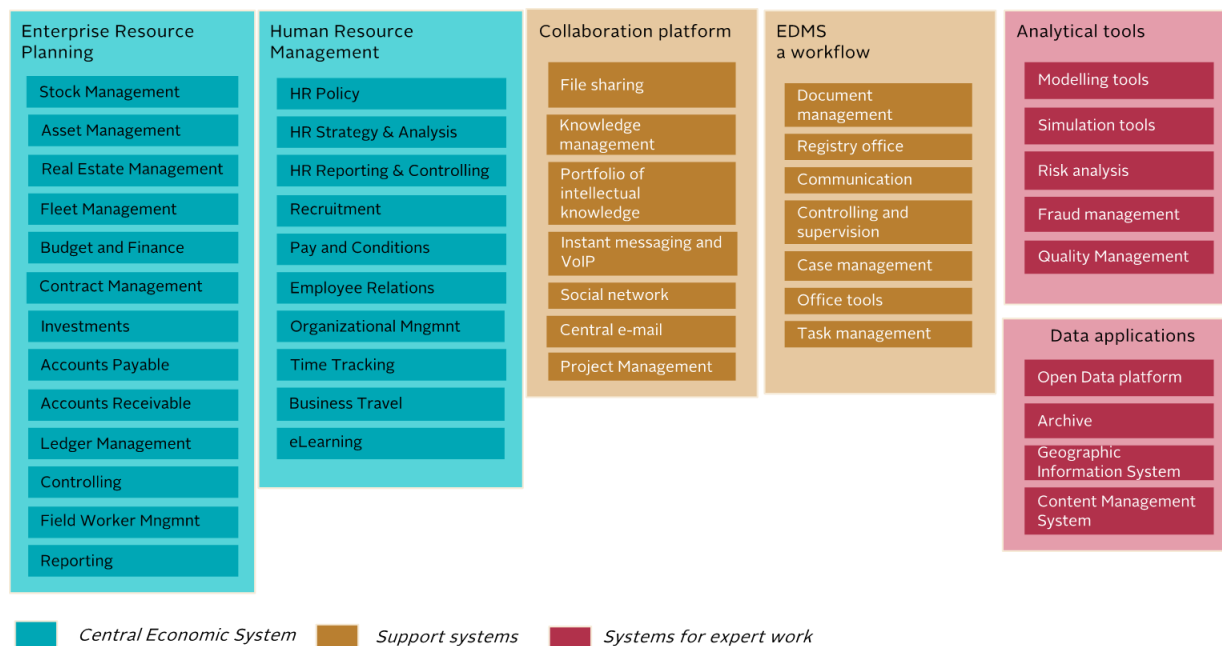 Enterprise Resource
Planning
Stock Management
Asset Management
Real Estate Management
Fleet Management
Budget and Finance
Contract Management
Investments
Accounts Payable
Accounts Receivable
Ledger Management
Controlling
Field Worker Mngmnt
Reporting
Human Resource
Management
HR Policy
HR Strategy & Analysis
HR Reporting & Controlling
Recruitment
Pay and Conditions
Employee Relations
Organizational Mngmnt
Time Tracking
Business Travel
eLearning
Collaboration platform
File sharing
Knowledge
management
Portfolio of
intellectual
knowledge
Instant messaging and
VoIP
Social network
Central e-mail
Project Management
EDMS
a workflow
Document
management
Registry office
Communication
Controlling and
supervision
Case management
Office tools
Task management
Analytical tools
Modelling tools
Simulation tools
Risk analysis
Fraud management
Quality Management
Data applications
Open Data platform
Archive
Geographic
Information System
Content Management
System
Central Economic System
Support systems
Systems for expert work